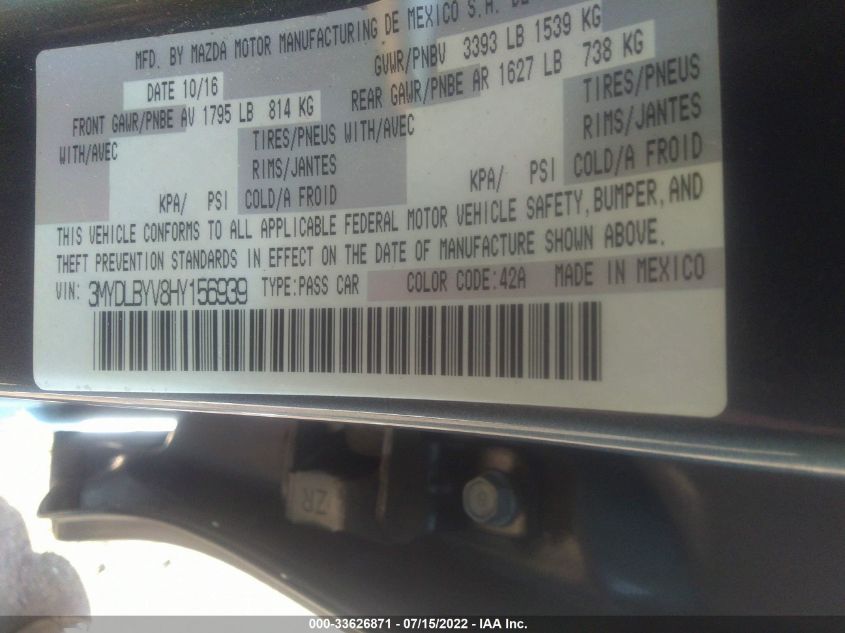 MFD. BY MAZDA MOTOR MANUFACTURING DE MEXICO S.A. DE
DATE 10/16 GVWR/PNBV 3393 LB 1539 KG
FRONT GAWR/PNBE AV 1795 LB 814 KG REAR GAWR/PNBE AR 1627 LB 738 KG
WITH/AVEC TIRES/PNEUS WITH/AVEC TIRES/PNEUS
RIMS/JANTES RIMS/JANTES
KPA/ PSI COLD/A FROID KPA/ PSI COLD/A FROID
THIS VEHICLE CONFORMS TO ALL APPLICABLE FEDERAL MOTOR VEHICLE SAFETY, BUMPER, AND
THEFT PREVENTION STANDARDS IN EFFECT ON THE DATE OF MANUFACTURE SHOWN ABOVE.
VIN: 3MYDLBYV8HY156939 TYPE:PASS CAR COLOR CODE:42A MADE IN MEXICO
ZR
8
000-33626871 - 07/15/2022 - IAA Inc.